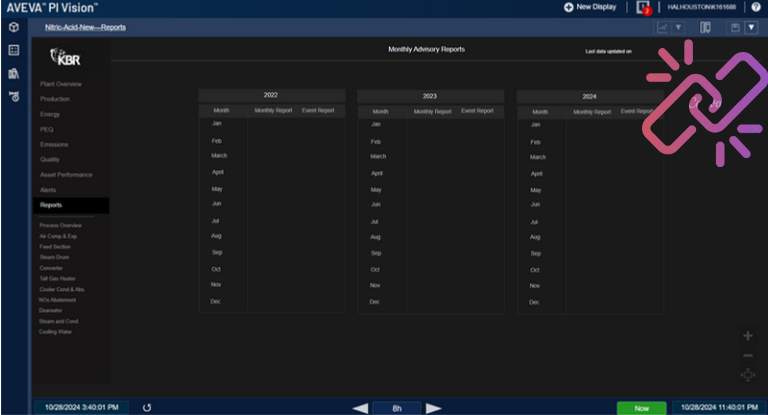 AVEVA™ PI Vision™
New Display
2
HALHOUSTON\K161686
Nitric-Acid-New---Reports
KBR
Monthly Advisory Reports
Last data updated on
Plant Overview
Production
Energy
PEQ
Emissions
Quality
Asset Performance
Alerts
Reports
Process Overview
Air Comp & Exp
Feed Section
Steam Drum
Converter
Tail Gas Heater
Cooler Cond & Abs
NOx Abatement
Deaerator
Steam and Cond.
Cooling Water
2022
Month Monthly Report Event Report
Jan
Feb
March
April
May
Jun
Jul
Aug
Sep
Oct
Nov
Dec
2023
Month Monthly Report Event Report
Jan
Feb
March
April
May
Jun
Jul
Aug
Sep
Oct
Nov
Dec
2024
Month Monthly Report Event Report
Jan
Feb
March
April
May
Jun
Jul
Aug
Sep
Oct
Nov
Dec
10/28/2024 3:40:01 PM
8h
Now
10/28/2024 11:40:01 PM